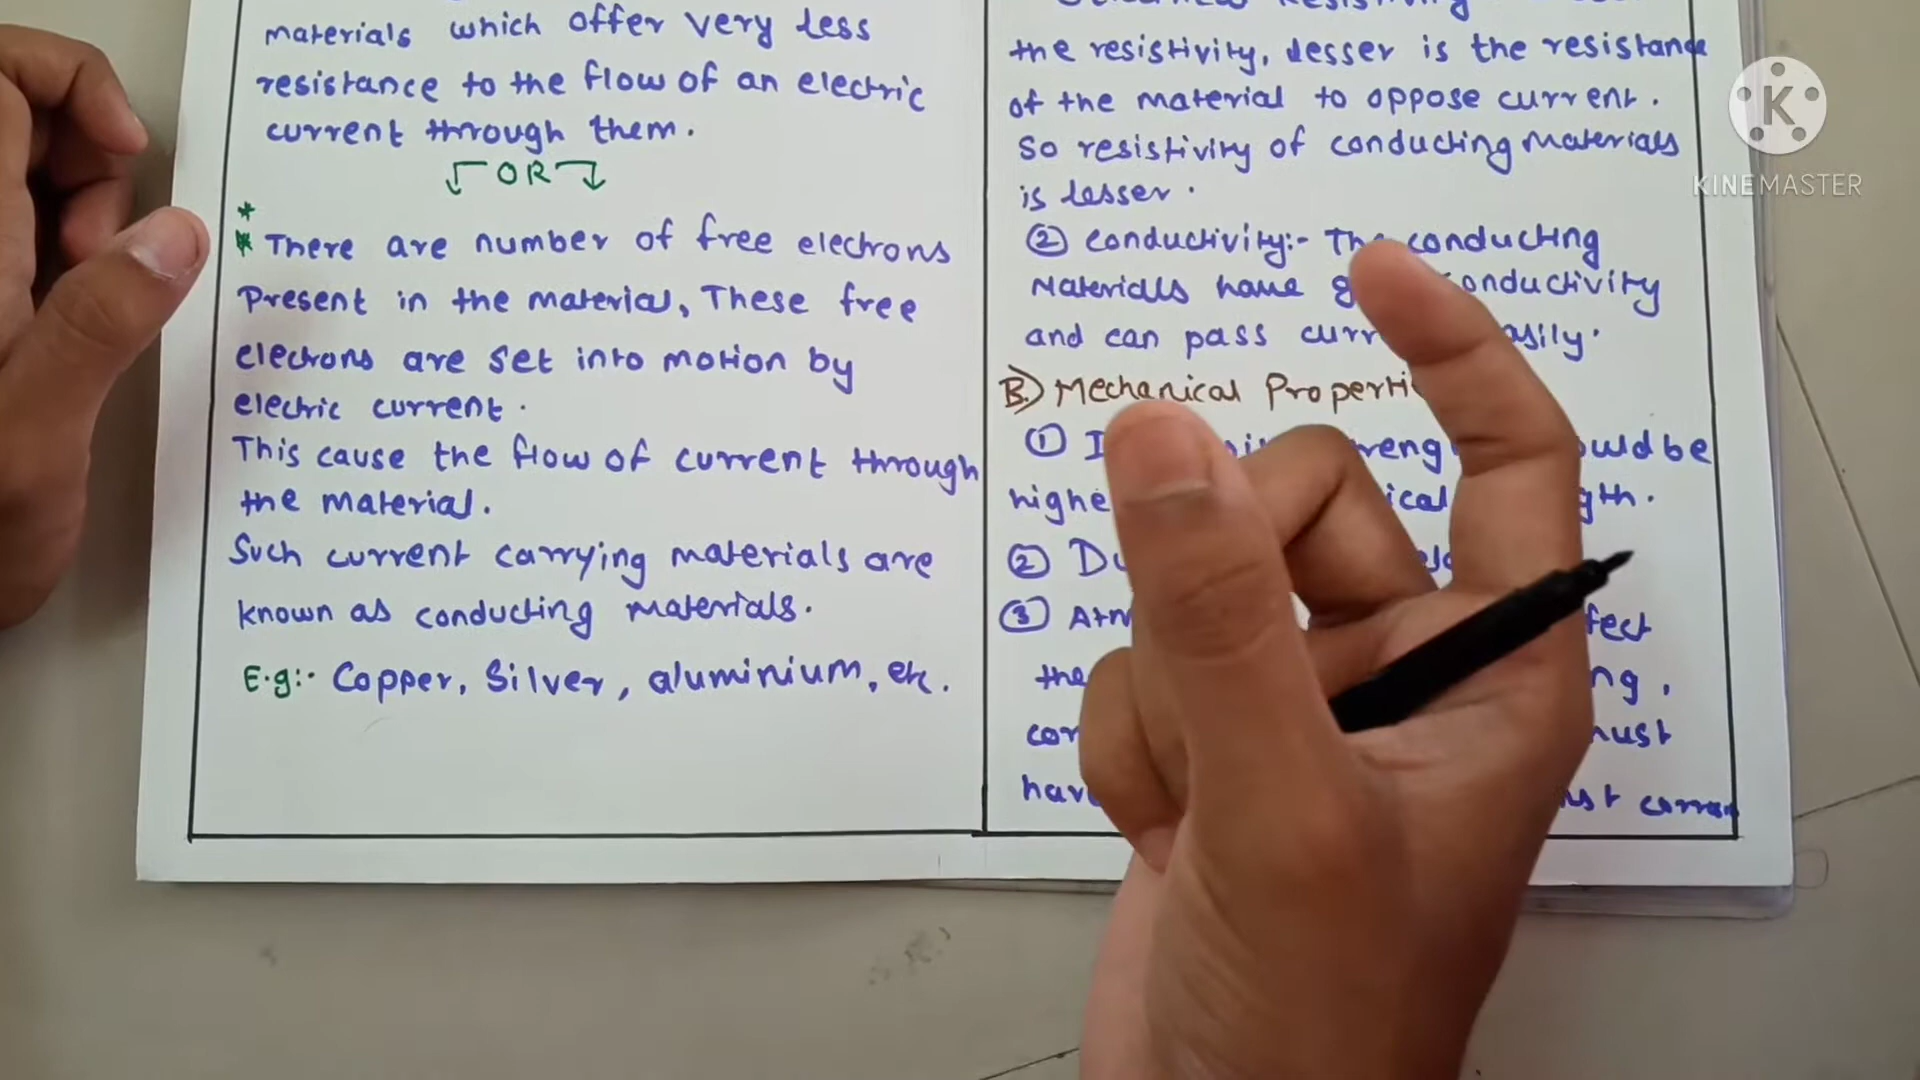 materials which offer very less
resistance to the flow of an electric
current through them.
OR
* There are number of free electrons
present in the material, These free
electrons are set into motion by
electric current.
This cause the flow of current through
the material.
Such current carrying materials are
known as conducting materials.
E.g:- Copper, Silver, aluminium, etc.
the resistivity, lesser is the resistance
of the material to oppose current.
So resistivity of conducting materials
is lesser.
② Conductivity:- The conducting
Materials have conductivity
and can pass
B) Mechanical
① should be
② 
③
the
must
have
K
KINEMASTER